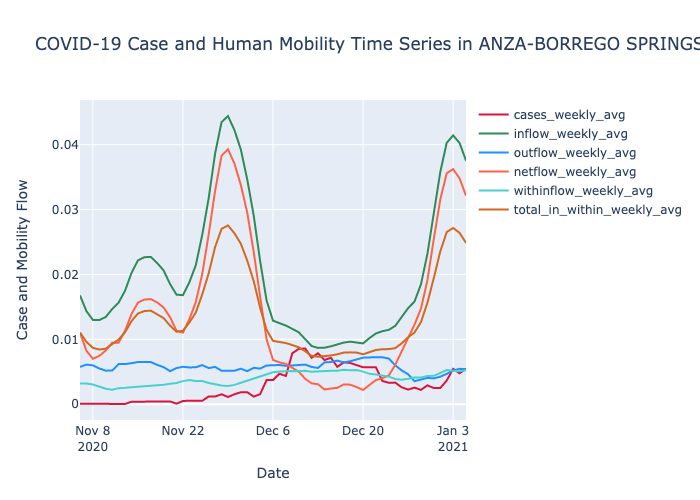 COVID-19 Case and Human Mobility Time Series in ANZA-BORREGO SPRINGS
cases_weekly_avg
inflow_weekly_avg
outflow_weekly_avg
netflow_weekly_avg
withinflow_weekly_avg
total_in_within_weekly_avg
Case and Mobility Flow
0.04
0.03
0.02
0.01
0
Nov 8 Nov 22 Dec 6 Dec 20 Jan 3
2020 2021
Date